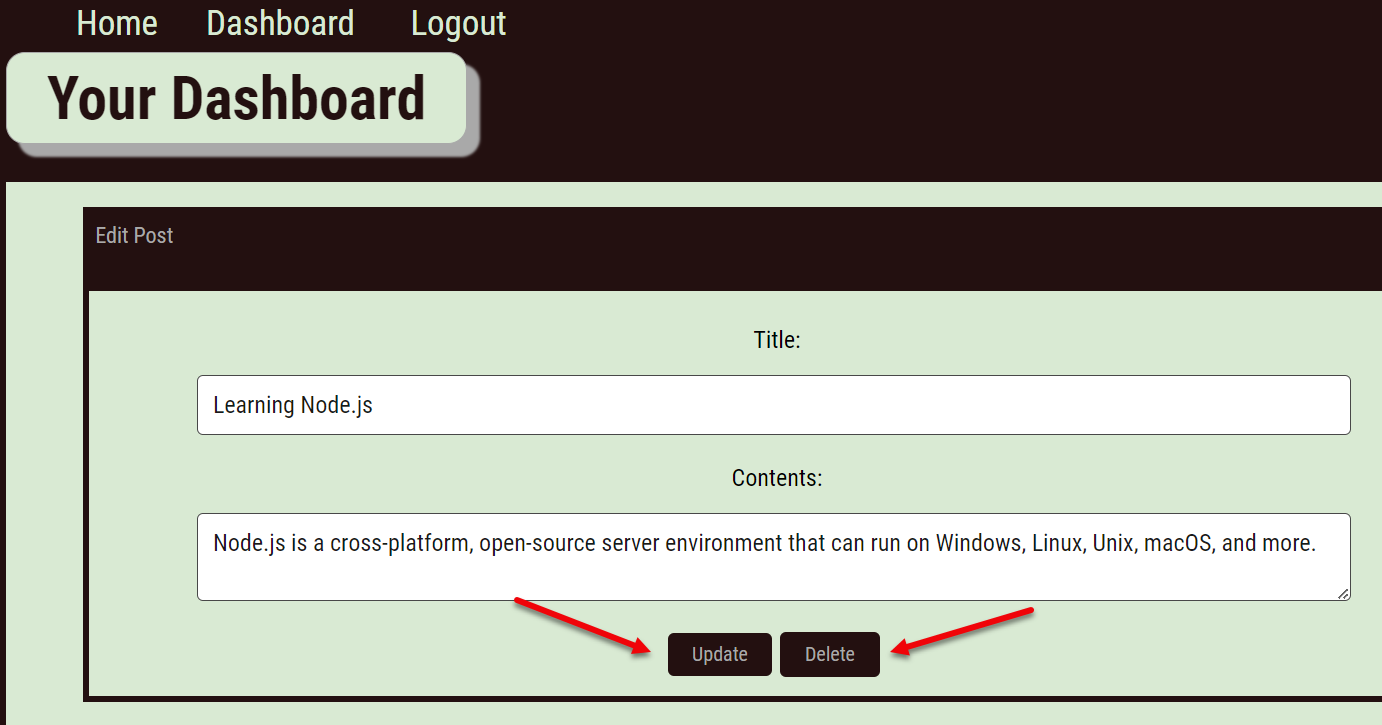 Home Dashboard Logout
Your Dashboard
Edit Post
Title:
Learning Node.js
Contents:
Node.js is a cross-platform, open-source server environment that can run on Windows, Linux, Unix, macOS, and more.
Update Delete